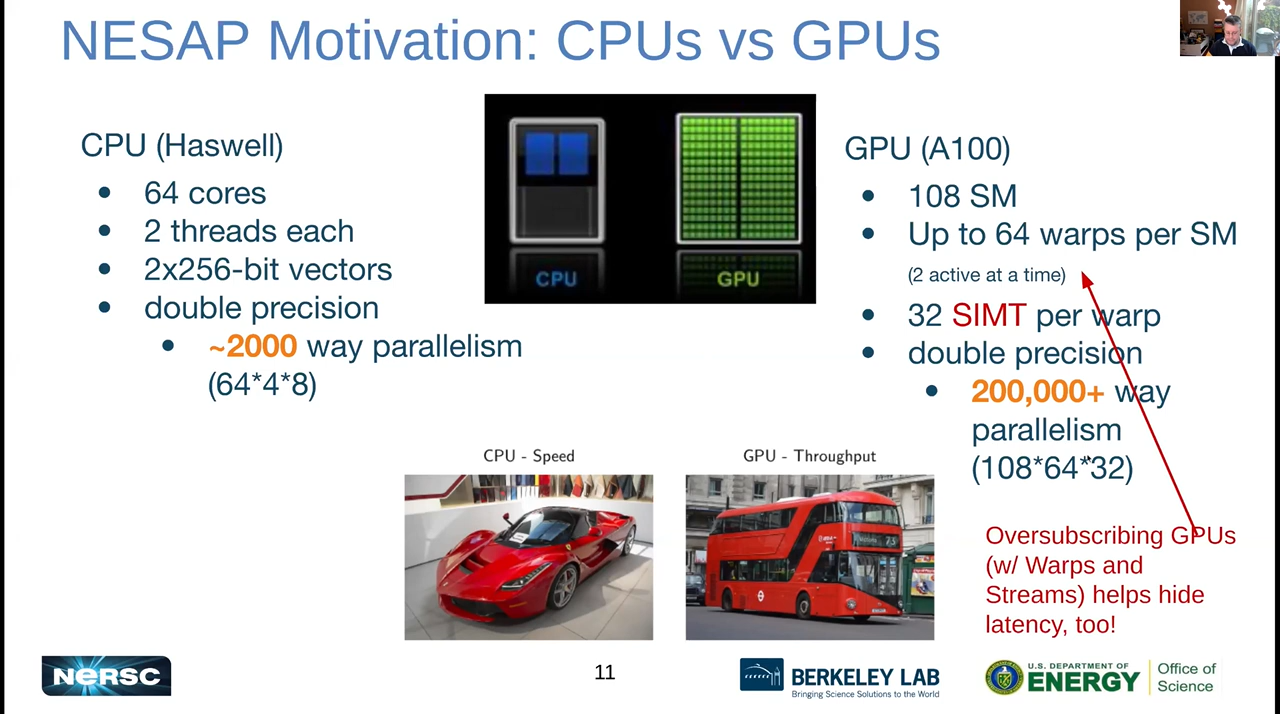 NESAP Motivation: CPUs vs GPUs
CPU (Haswell)
• 64 cores
• 2 threads each
• 2x256-bit vectors
• double precision
• ~2000 way parallelism
(64*4*8)
CPU
GPU
GPU (A100)
• 108 SM
• Up to 64 warps per SM
(2 active at a time)
• 32 SIMT per warp
• double precision
• 200,000+ way
parallelism
(108*64*32)
CPU - Speed
GPU - Throughput
Oversubscribing GPUs
(w/ Warps and
Streams) helps hide
latency, too!
NERSC
11
BERKELEY LAB
Bringing Science Solutions to the World
U.S. DEPARTMENT OF
ENERGY
Office of
Science